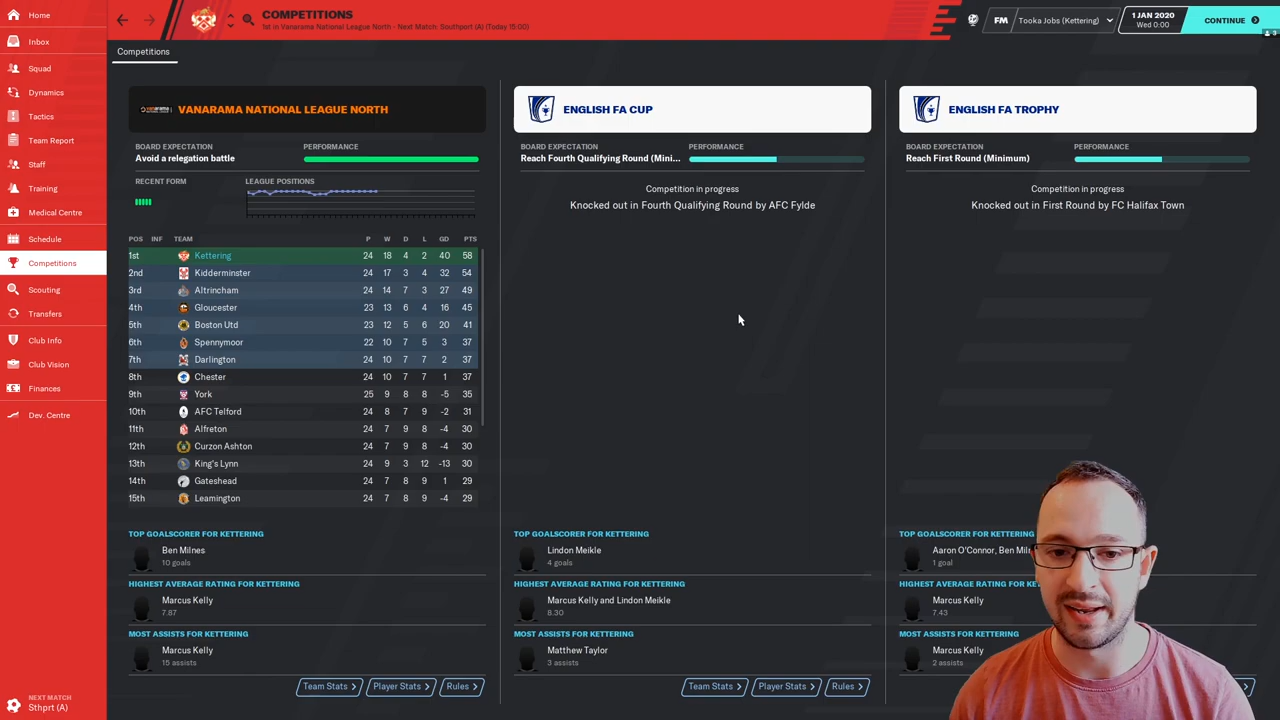 Home
Inbox
Squad
Dynamics
Tactics
Team Report
Staff
Training
Medical Centre
Schedule
Competitions
Scouting
Transfers
Club Info
Club Vision
Finances
Dev. Centre
NEXT MATCH
Sthprt (A)
COMPETITIONS
1st in Vanarama National League North - Next Match: Southport (A) (Today 15:00)
FM
Tooka Jobs (Kettering)
1 JAN 2020
Wed 0:00
CONTINUE
3
Competitions
VANARAMA NATIONAL LEAGUE NORTH
BOARD EXPECTATION PERFORMANCE
Avoid a relegation battle
RECENT FORM LEAGUE POSITIONS
POS INF TEAM P W D L GD PTS
1st Kettering 24 18 4 2 40 58
2nd Kidderminster 24 17 3 4 32 54
3rd Altrincham 24 14 7 3 27 49
4th Gloucester 23 13 6 4 16 45
5th Boston Utd 23 12 5 6 20 41
6th Spennymoor 22 10 7 5 3 37
7th Darlington 24 10 7 7 2 37
8th Chester 24 10 7 7 1 37
9th York 25 9 8 8 -5 35
10th AFC Telford 24 8 7 9 -2 31
11th Alfreton 24 7 9 8 -4 30
12th Curzon Ashton 24 7 9 8 -4 30
13th King's Lynn 24 9 3 12 -13 30
14th Gateshead 24 7 8 9 1 29
15th Leamington 24 7 8 9 -4 29
TOP GOALSCORER FOR KETTERING
Ben Milnes
10 goals
HIGHEST AVERAGE RATING FOR KETTERING
Marcus Kelly
7.87
MOST ASSISTS FOR KETTERING
Marcus Kelly
15 assists
Team Stats Player Stats Rules
ENGLISH FA CUP
BOARD EXPECTATION PERFORMANCE
Reach Fourth Qualifying Round (Mini...
Competition in progress
Knocked out in Fourth Qualifying Round by AFC Fylde
TOP GOALSCORER FOR KETTERING
Lindon Meikle
4 goals
HIGHEST AVERAGE RATING FOR KETTERING
Marcus Kelly and Lindon Meikle
8.30
MOST ASSISTS FOR KETTERING
Matthew Taylor
3 assists
Team Stats Player Stats Rules
ENGLISH FA TROPHY
BOARD EXPECTATION PERFORMANCE
Reach First Round (Minimum)
Competition in progress
Knocked out in First Round by FC Halifax Town
TOP GOALSCORER FOR KETTERING
Aaron O'Connor, Ben Miln
1 goal
HIGHEST AVERAGE RATING FOR KE
Marcus Kelly
7.43
MOST ASSISTS FOR KETTERING
Marcus Kelly
2 assists